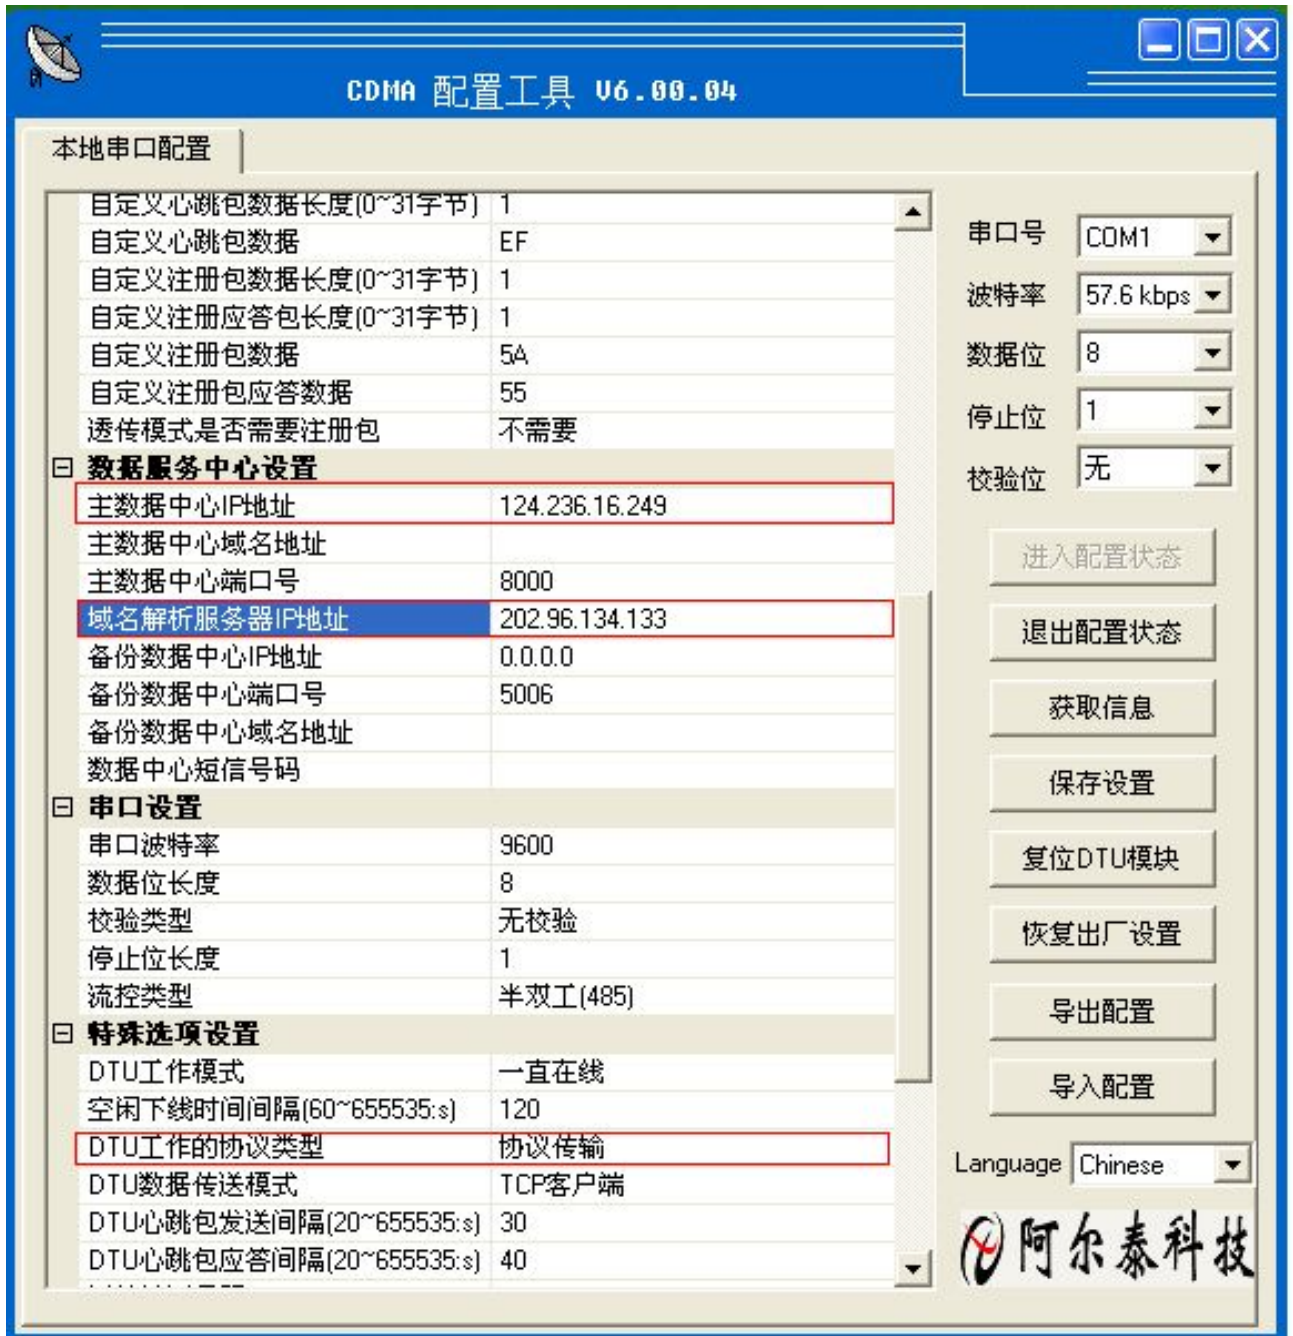 CDMA 配置工具 V6.00.04
本地串口配置
自定义心跳包数据长度(0~31字节) 1
自定义心跳包数据 EF
自定义注册包数据长度(0~31字节) 1
自定义注册应答包长度(0~31字节) 1
自定义注册包数据 5A
自定义注册包应答数据 55
透传模式是否需要注册包 不需要
数据服务中心设置
主数据中心IP地址 124.236.16.249
主数据中心域名地址
主数据中心端口号 8000
域名解析服务器IP地址 202.96.134.133
备份数据中心IP地址 0.0.0.0
备份数据中心端口号 5006
备份数据中心域名地址
数据中心短信号码
串口设置
串口波特率 9600
数据位长度 8
校验类型 无校验
停止位长度 1
流控类型 半双工(485)
特殊选项设置
DTU工作模式 一直在线
空闲下线时间间隔(60~655535:s) 120
DTU工作的协议类型 协议传输
DTU数据传送模式 TCP客户端
DTU心跳包发送间隔(20~655535:s) 30
DTU心跳包应答间隔(20~655535:s) 40
串口号 COM1
波特率 57.6 kbps
数据位 8
停止位 1
校验位 无
进入配置状态
退出配置状态
获取信息
保存设置
复位DTU模块
恢复出厂设置
导出配置
导入配置
Language Chinese
阿尔泰科技